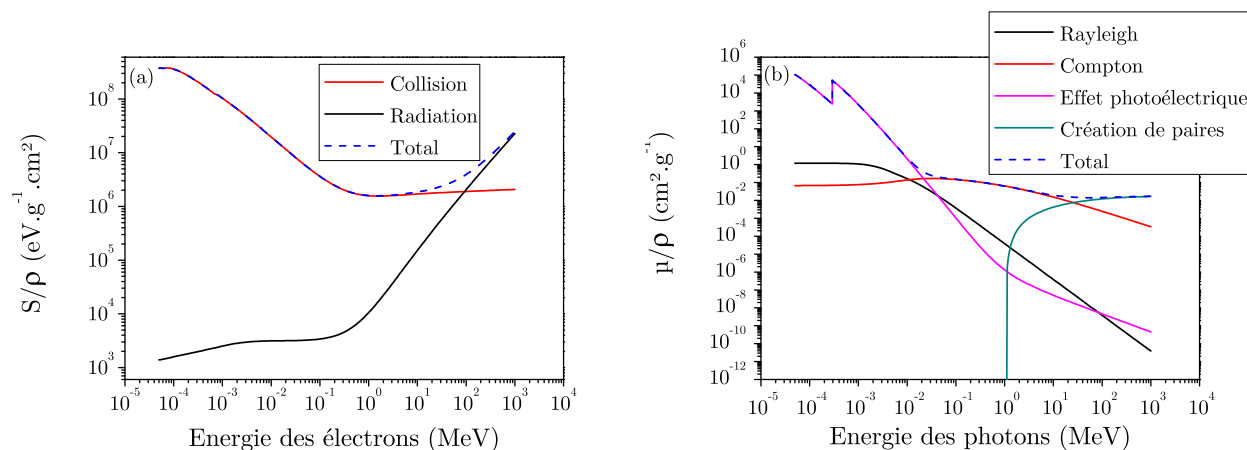 (a)
Collision
Radiation
Total
10⁸
10⁷
10⁶
10⁵
10⁴
10³
S/ρ (eV.g⁻¹.cm²)
10⁻⁵ 10⁻⁴ 10⁻³ 10⁻² 10⁻¹ 10⁰ 10¹ 10² 10³ 10⁴
Energie des électrons (MeV)
(b)
Rayleigh
Compton
Effet photoélectrique
Création de paires
Total
10⁶
10⁴
10²
10⁰
10⁻²
10⁻⁴
10⁻⁶
10⁻⁸
10⁻¹⁰
10⁻¹²
μ/ρ (cm².g⁻¹)
10⁻⁵ 10⁻⁴ 10⁻³ 10⁻² 10⁻¹ 10⁰ 10¹ 10² 10³ 10⁴
Energie des photons (MeV)